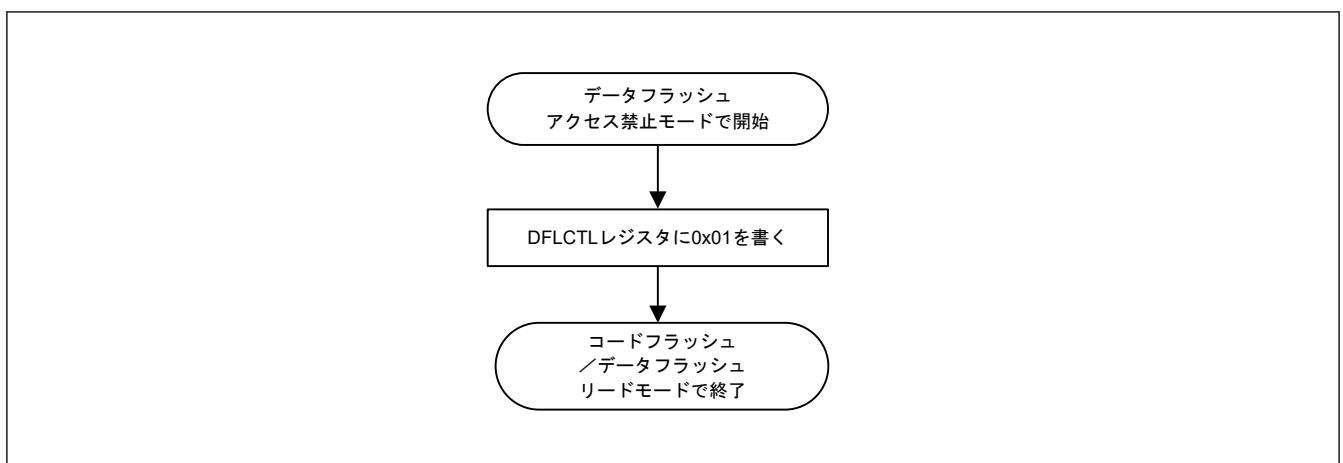 データフラッシュ
アクセス禁止モードで開始
DFLCTLレジスタに0x01を書く
コードフラッシュ
／データフラッシュ
リードモードで終了